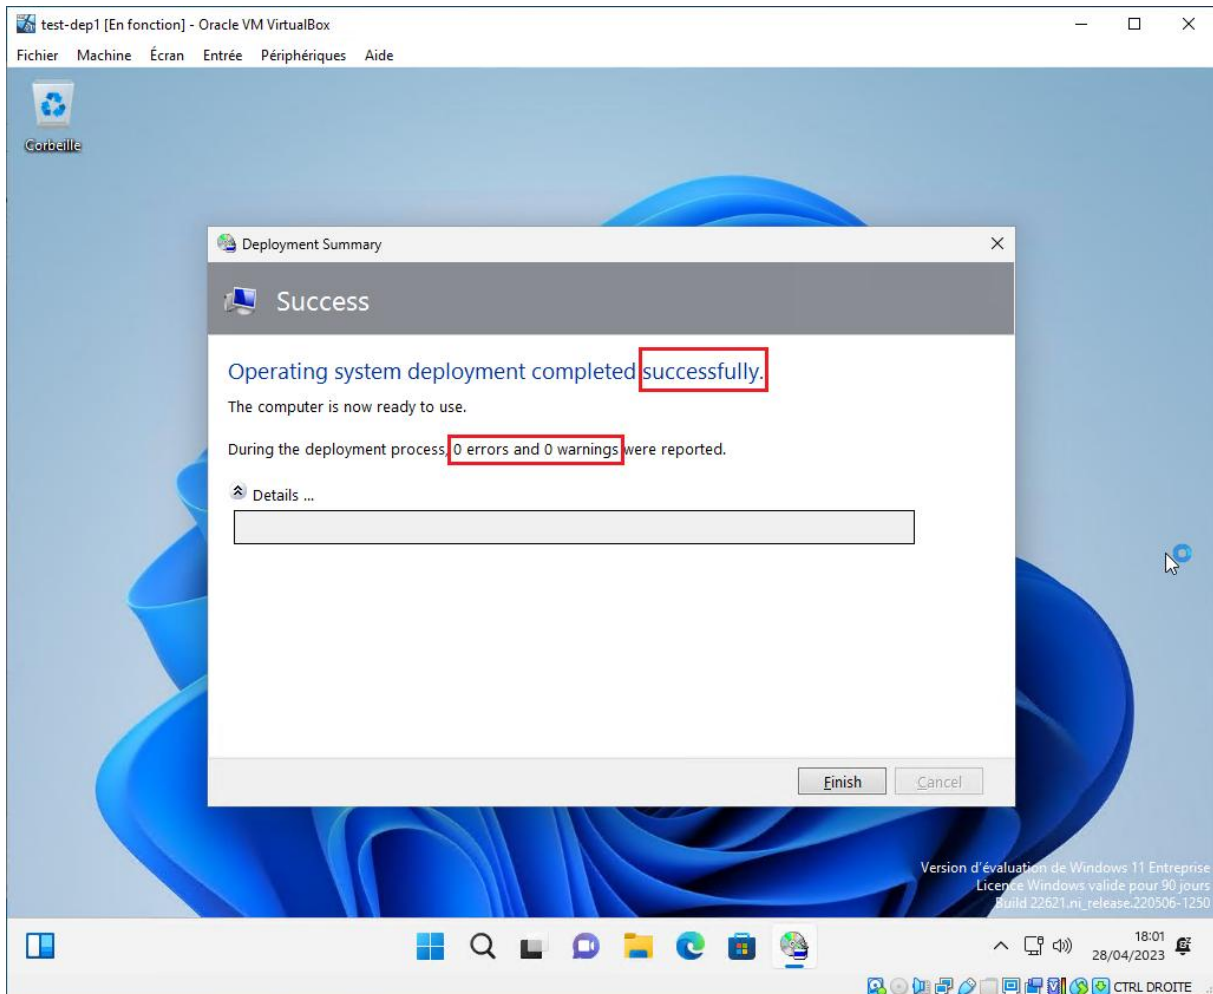 test-dep1 [En fonction] - Oracle VM VirtualBox
Fichier Machine Écran Entrée Périphériques Aide
Corbeille
Deployment Summary
Success
Operating system deployment completed successfully.
The computer is now ready to use.
During the deployment process, 0 errors and 0 warnings were reported.
Details ...
Finish Cancel
Version d'évaluation de Windows 11 Entreprise
Licence Windows valide pour 90 jours
Build 22621.ni_release.220506-1250
18:01
28/04/2023
CTRL DROITE